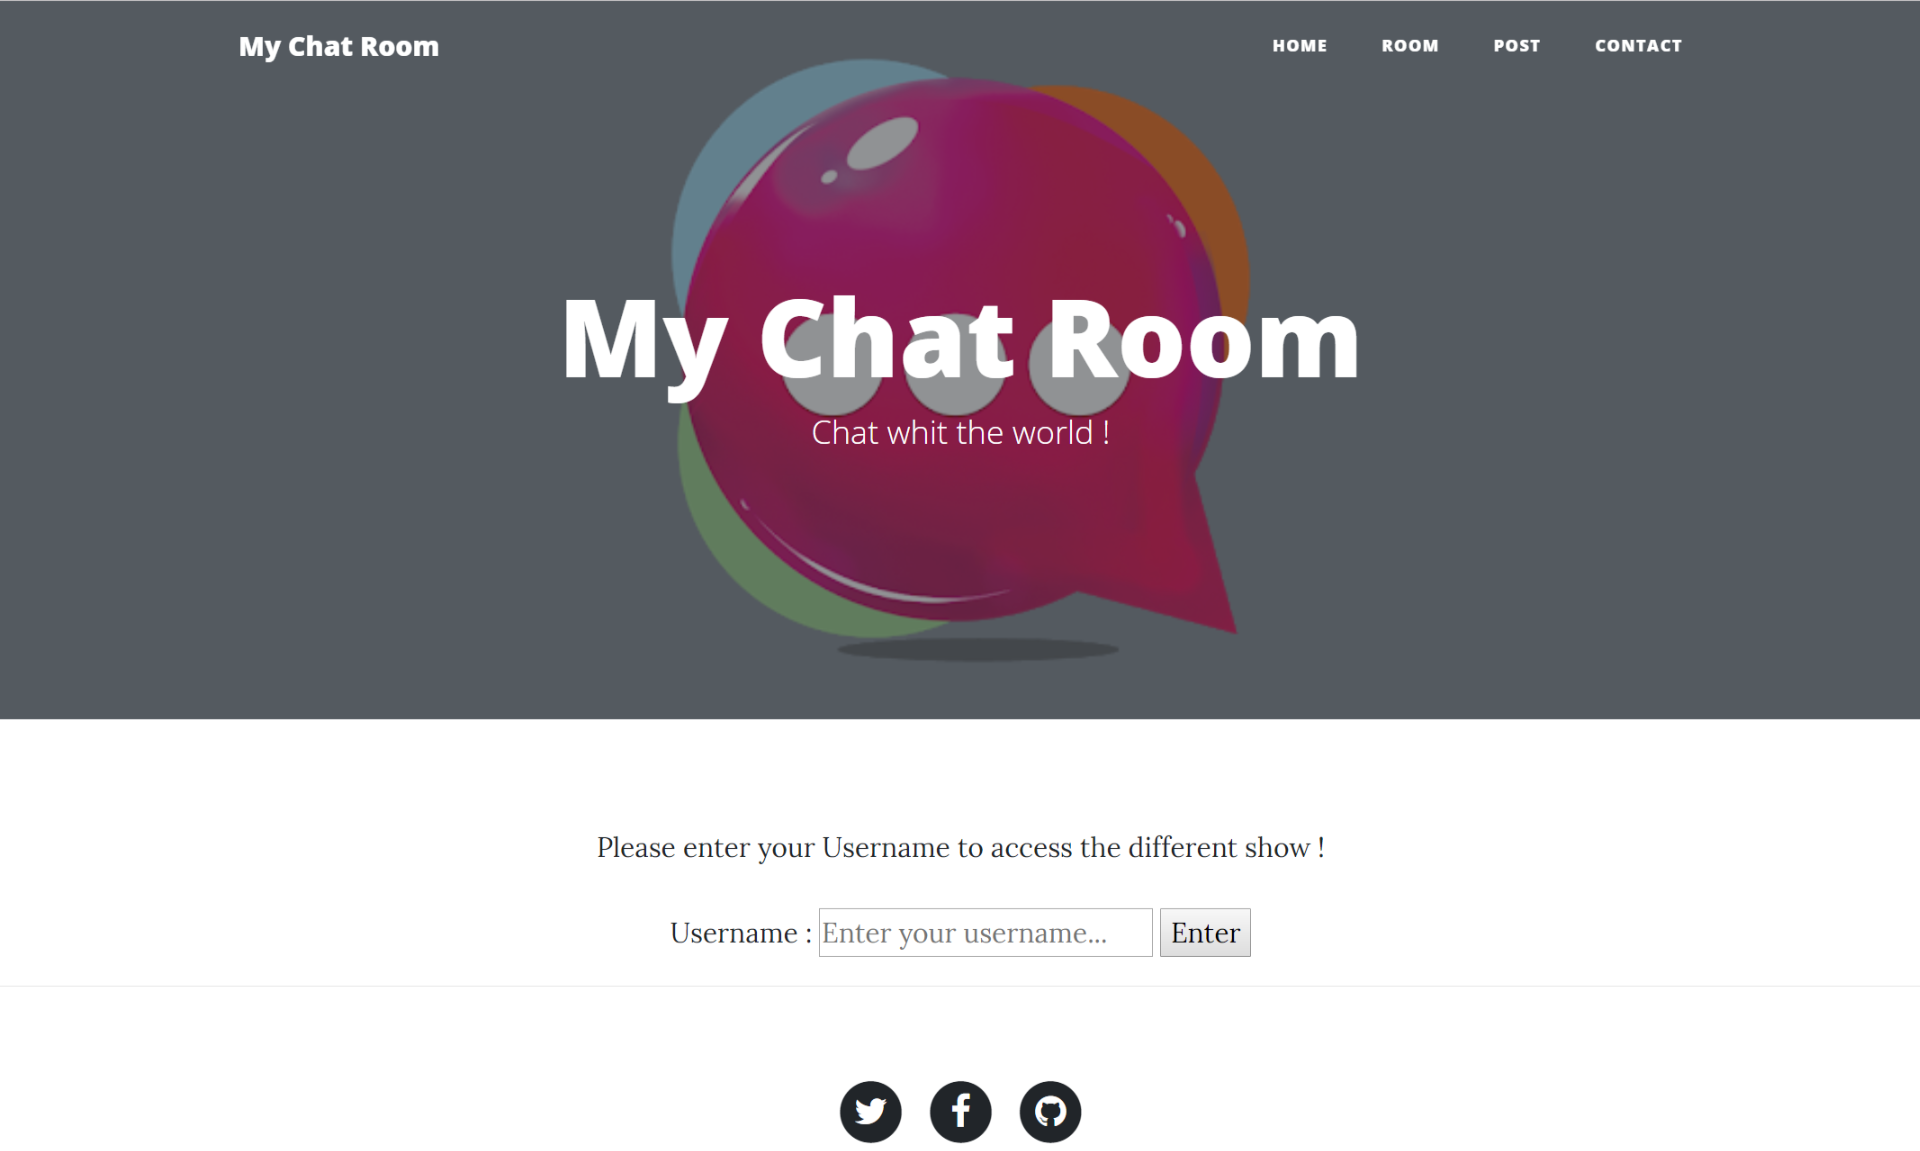 My Chat Room
HOME ROOM POST CONTACT
My Chat Room
Chat whit the world !
Please enter your Username to access the different show !
Username : Enter your username... Enter